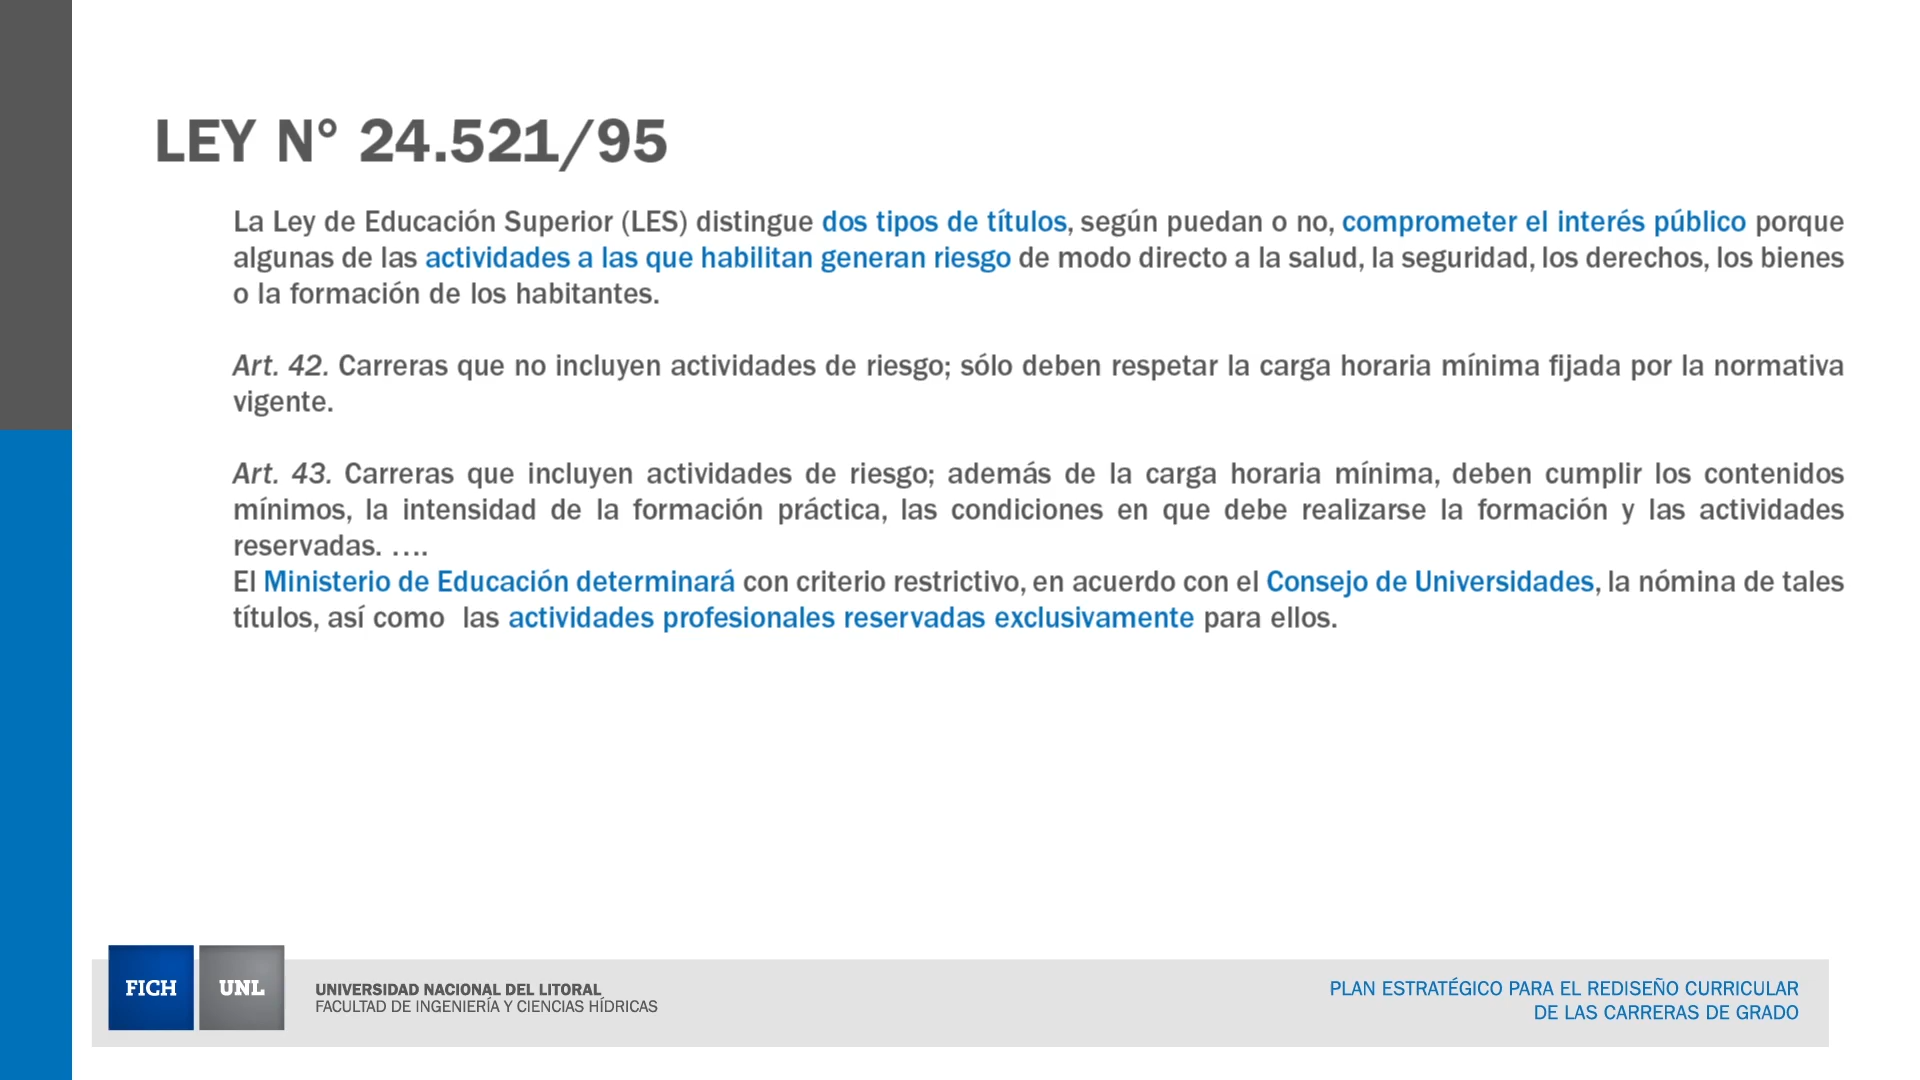 LEY N° 24.521/95
La Ley de Educación Superior (LES) distingue dos tipos de títulos, según puedan o no, comprometer el interés público porque
algunas de las actividades a las que habilitan generan riesgo de modo directo a la salud, la seguridad, los derechos, los bienes
o la formación de los habitantes.
Art. 42. Carreras que no incluyen actividades de riesgo; sólo deben respetar la carga horaria mínima fijada por la normativa
vigente.
Art. 43. Carreras que incluyen actividades de riesgo; además de la carga horaria mínima, deben cumplir los contenidos
mínimos, la intensidad de la formación práctica, las condiciones en que debe realizarse la formación y las actividades
reservadas. ....
El Ministerio de Educación determinará con criterio restrictivo, en acuerdo con el Consejo de Universidades, la nómina de tales
títulos, así como las actividades profesionales reservadas exclusivamente para ellos.
FICH UNL
UNIVERSIDAD NACIONAL DEL LITORAL
FACULTAD DE INGENIERÍA Y CIENCIAS HÍDRICAS
PLAN ESTRATÉGICO PARA EL REDISEÑO CURRICULAR
DE LAS CARRERAS DE GRADO